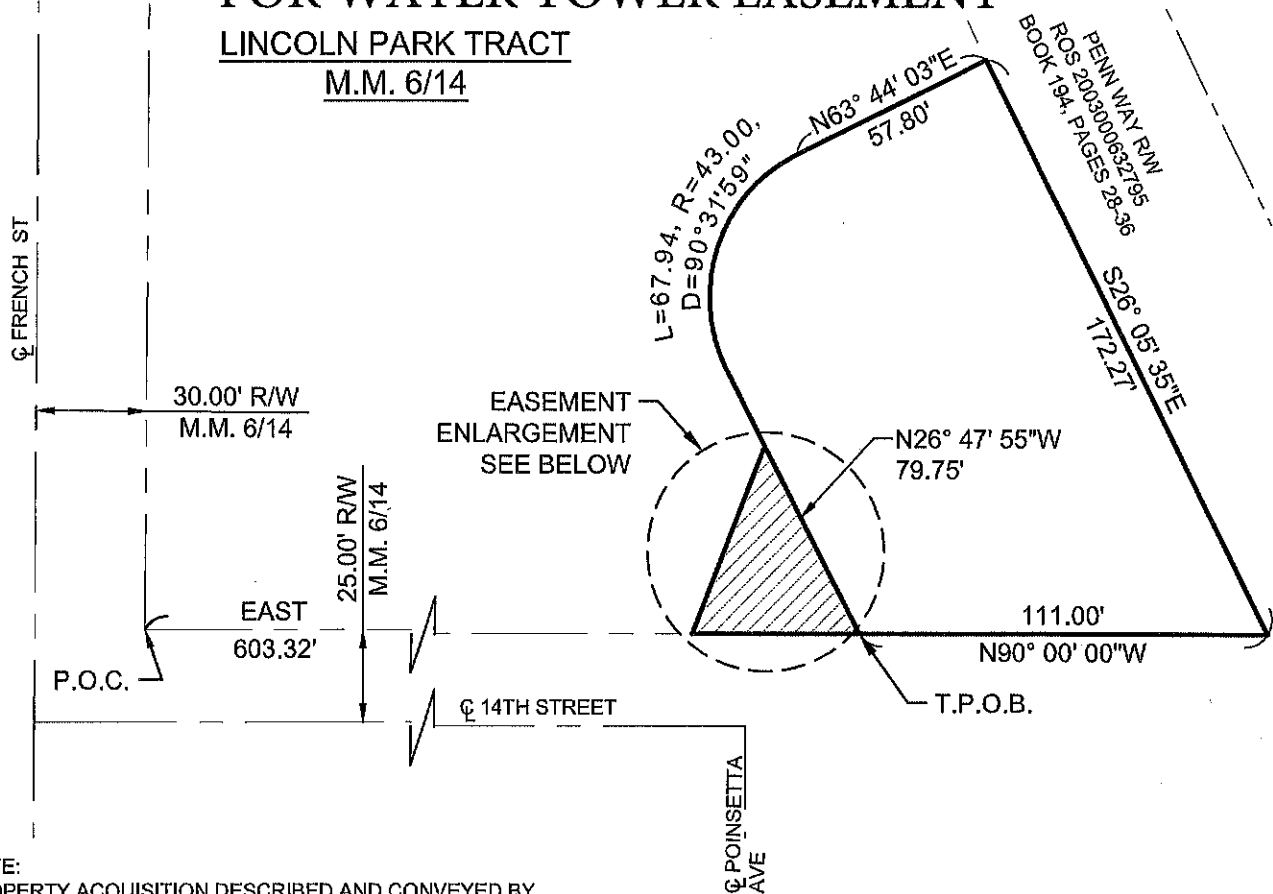 FOR WATER TOWER EASEMENT
LINCOLN PARK TRACT
M.M. 6/14
PENN WAY R/W
ROS 2003000632795
BOOK 194, PAGES 28-36
N63° 44' 03"E
57.80'
L=67.94, R=43.00,
D=90°31'59"
S26° 05' 35"E
172.27'
℄ FRENCH ST
30.00' R/W
M.M. 6/14
EASEMENT
ENLARGEMENT
SEE BELOW
N26° 47' 55"W
79.75'
25.00' R/W
M.M. 6/14
EAST
603.32'
P.O.C.
111.00'
N90° 00' 00"W
T.P.O.B.
℄ 14TH STREET
℄ POINSETTA
AVE
TE:
OPERTY ACQUISITION DESCRIBED AND CONVEYED BY